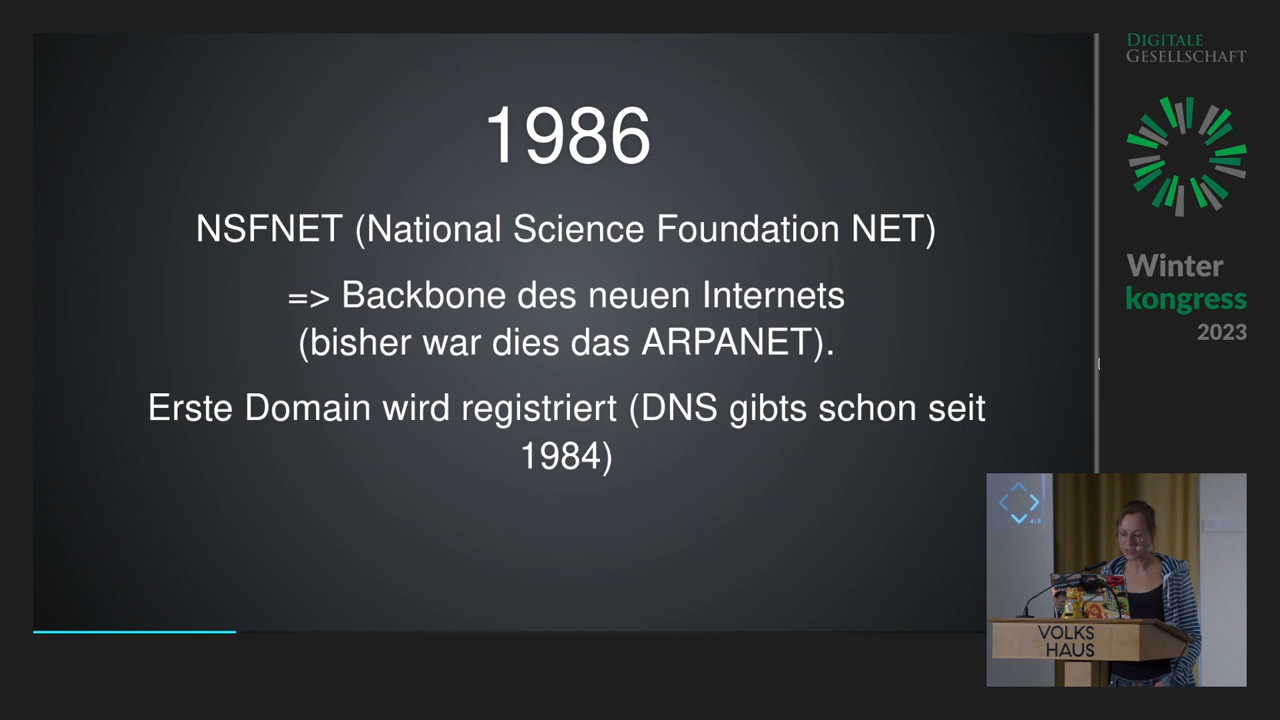 1986
NSFNET (National Science Foundation NET)
=> Backbone des neuen Internets
(bisher war dies das ARPANET).
Erste Domain wird registriert (DNS gibts schon seit
1984)
DIGITALE
GESELLSCHAFT
Winter
kongress
2023
VOLKS
HAUS